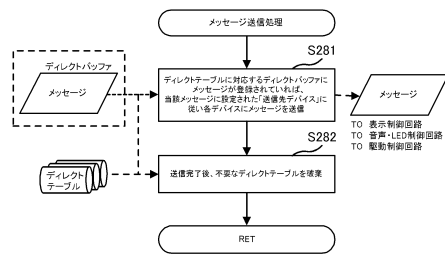 メッセージ送信処理
S281
ディレクトバッファ
メッセージ
ディレクトテーブルに対応するディレクトバッファに
メッセージが登録されていれば、
当該メッセージに設定された「送信先デバイス」に
従い各デバイスにメッセージを送信
メッセージ
TO 表示制御回路
TO 音声・LED制御回路
TO 駆動制御回路
S282
ディレクト
テーブル
送信完了後、不要なディレクトテーブルを破棄
RET